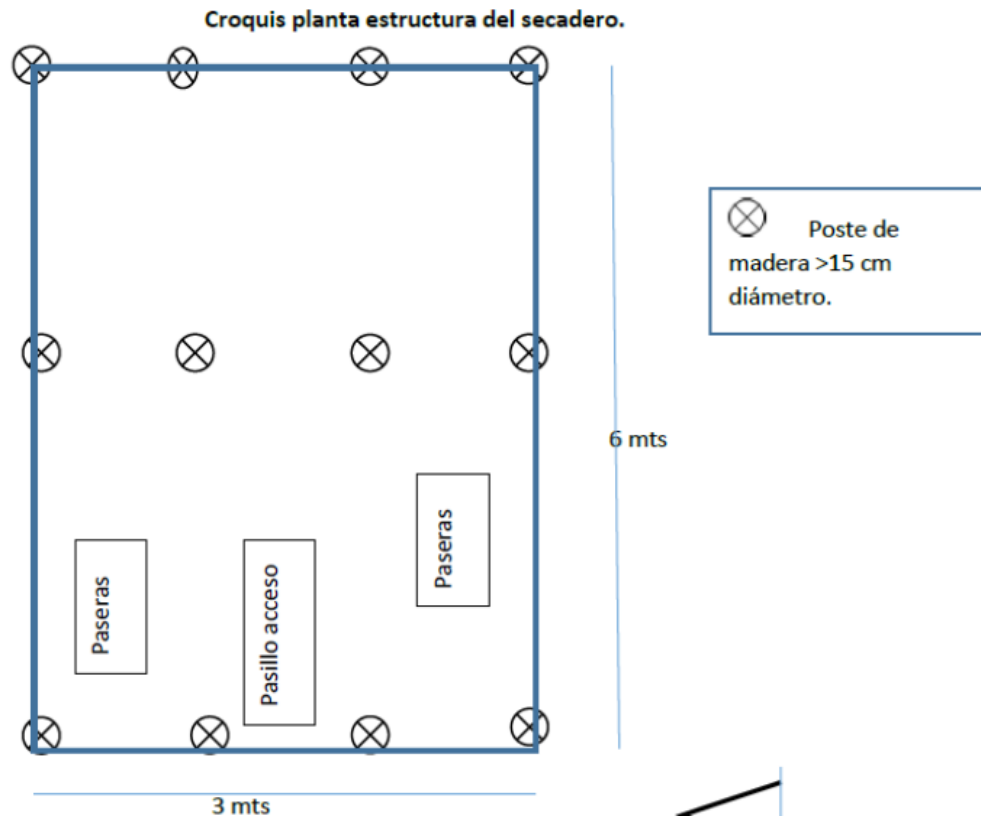 Croquis planta estructura del secadero.
Poste de
madera >15 cm
diámetro.
6 mts
Paseras
Paseras
Pasillo acceso
3 mts